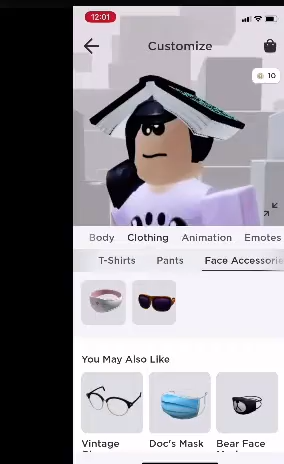 12:01
Customize
10
Body Clothing Animation Emotes
T-Shirts Pants Face Accessorie
You May Also Like
Vintage Doc's Mask Bear Face